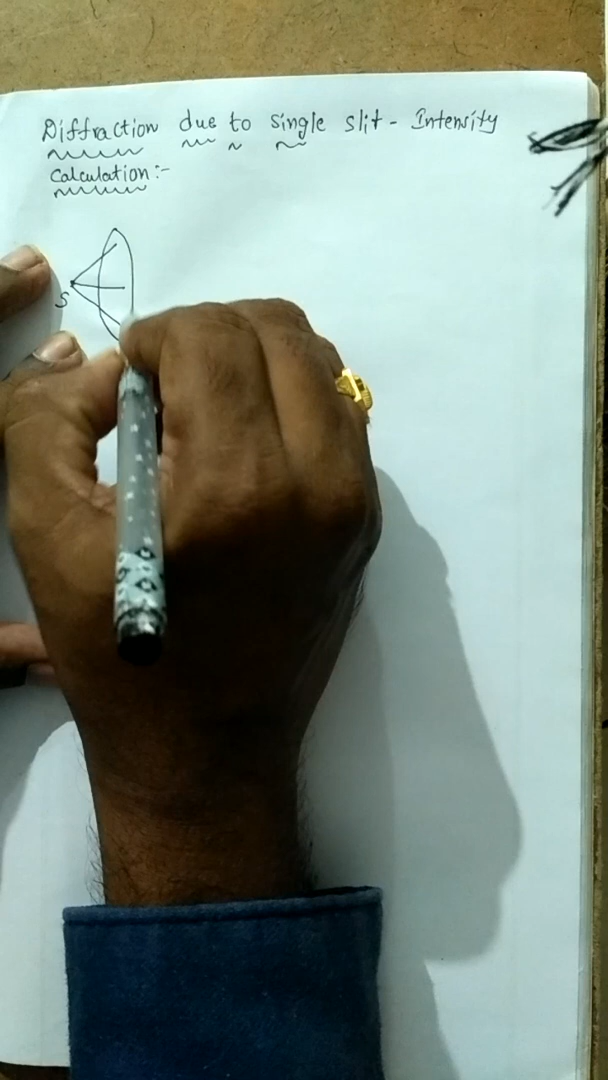 Diffraction due to single slit - Intensity
Calculation :-
S